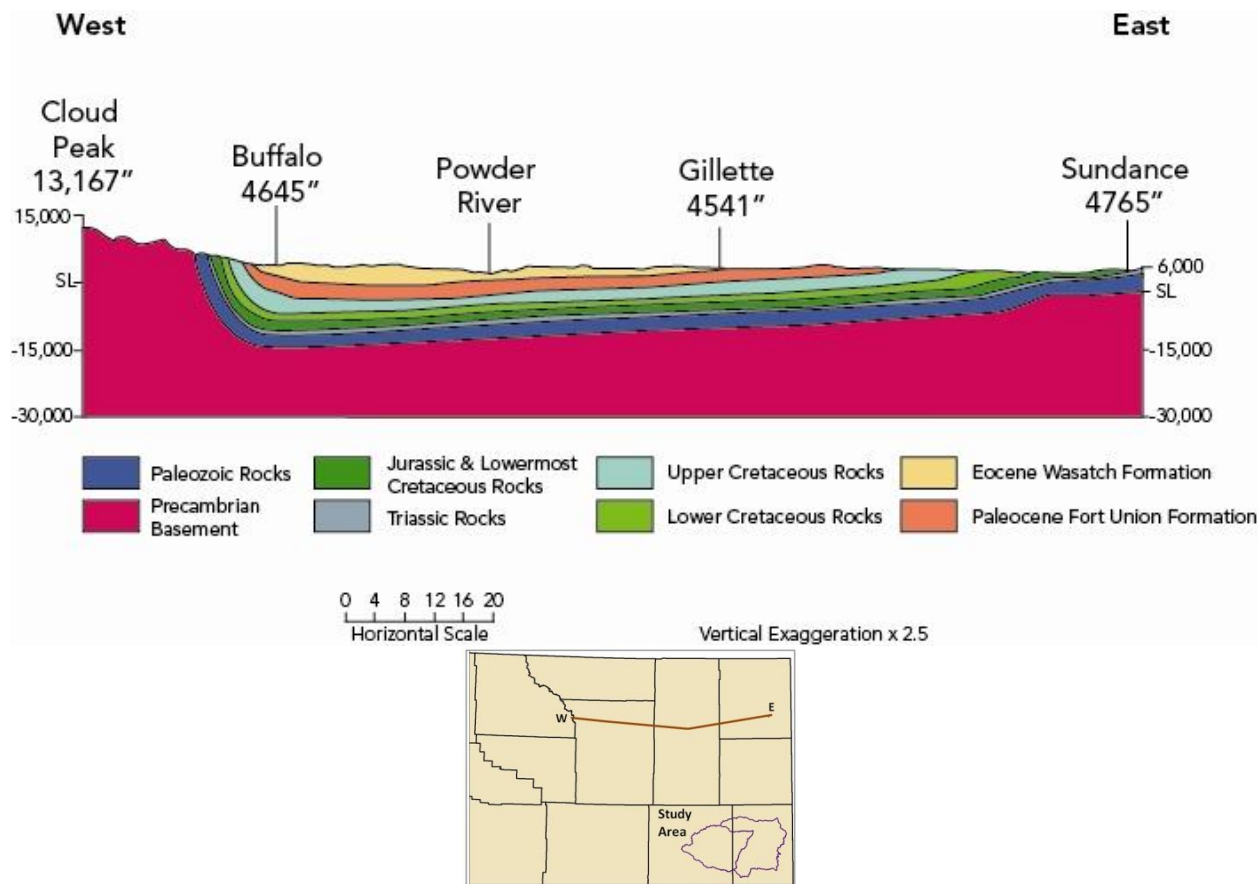 West
East
Cloud
Peak
13,167”
Buffalo
4645”
Powder
River
Gillette
4541”
Sundance
4765”
15,000
SL
-15,000
-30,000
6,000
SL
-15,000
-30,000
Paleozoic Rocks
Precambrian
Basement
Jurassic & Lowermost
Cretaceous Rocks
Triassic Rocks
Upper Cretaceous Rocks
Lower Cretaceous Rocks
Eocene Wasatch Formation
Paleocene Fort Union Formation
0 4 8 12 16 20
Horizontal Scale
Vertical Exaggeration x 2.5
W
E
Study
Area